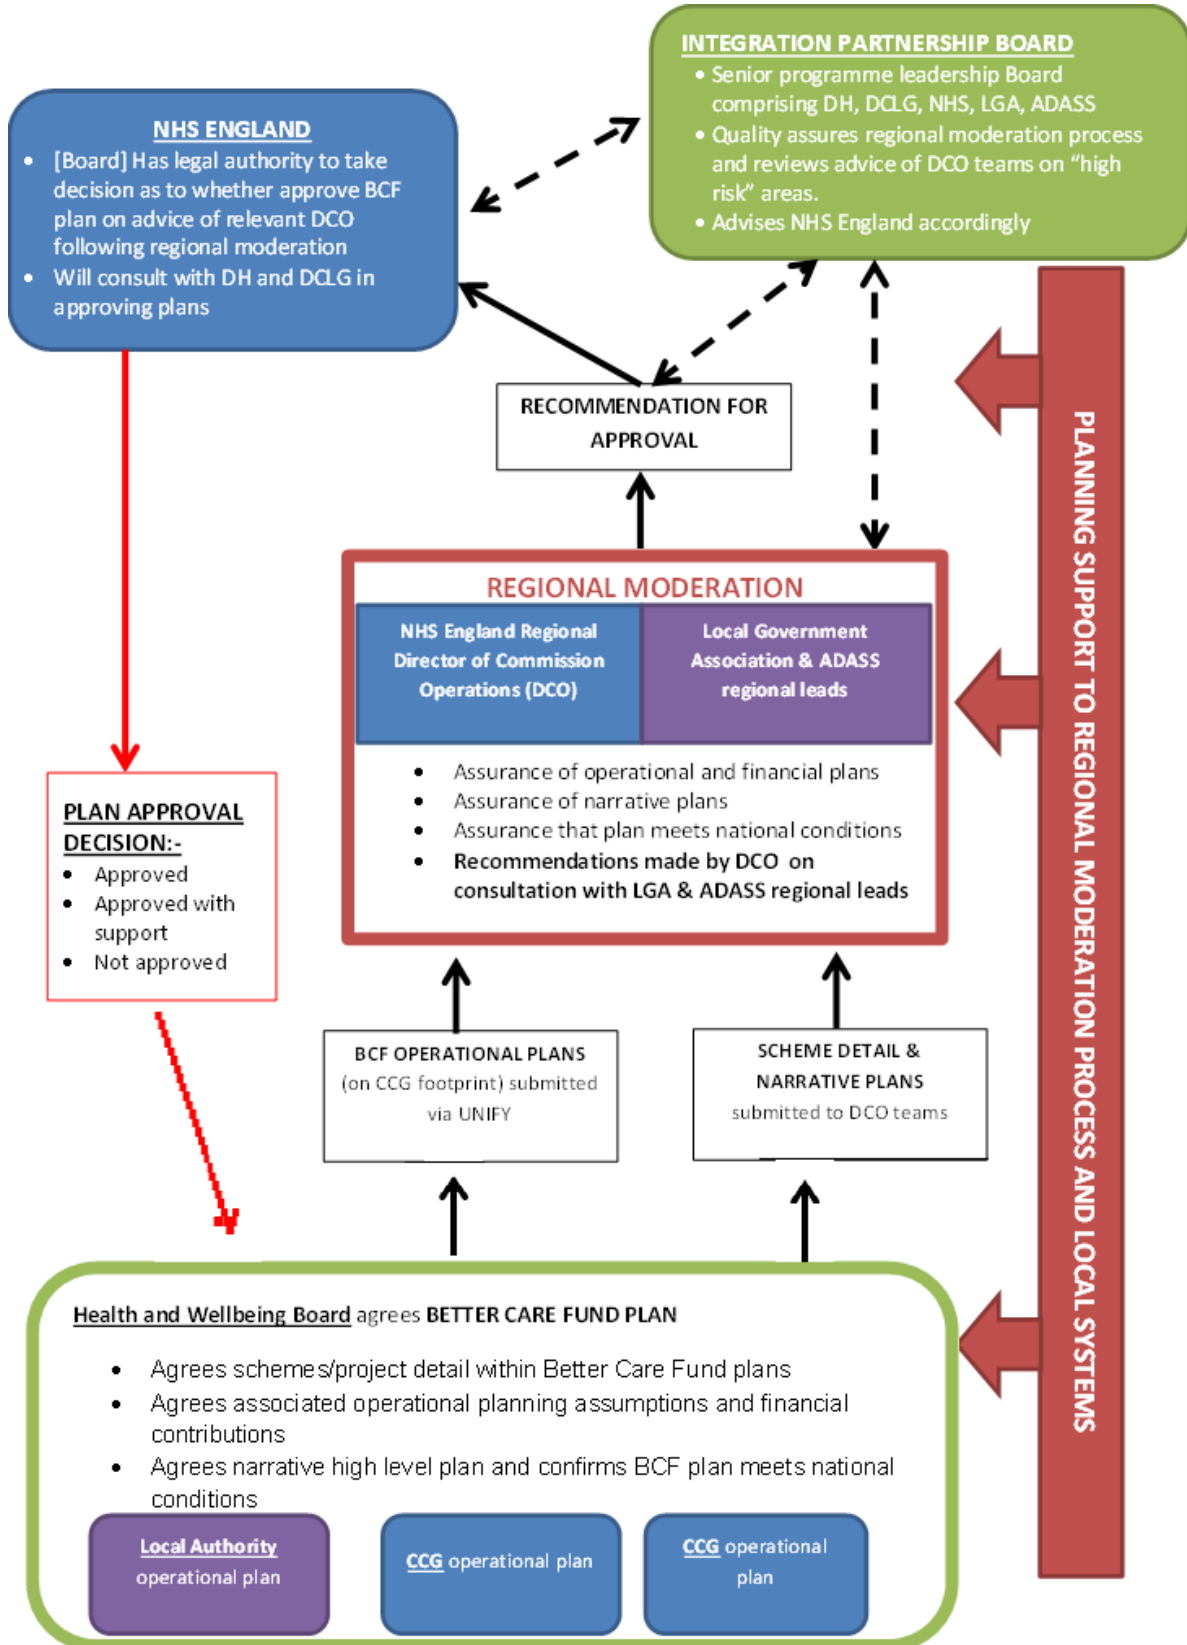 INTEGRATION PARTNERSHIP BOARD
• Senior programme leadership Board
comprising DH, DCLG, NHS, LGA, ADASS
• Quality assures regional moderation process
and reviews advice of DCO teams on “high
risk” areas.
• Advises NHS England accordingly
NHS ENGLAND
• [Board] Has legal authority to take
decision as to whether approve BCF
plan on advice of relevant DCO
following regional moderation
• Will consult with DH and DCLG in
approving plans
RECOMMENDATION FOR
APPROVAL
REGIONAL MODERATION
NHS England Regional
Director of Commission
Operations (DCO)
Local Government
Association & ADASS
regional leads
• Assurance of operational and financial plans
• Assurance of narrative plans
• Assurance that plan meets national conditions
• Recommendations made by DCO on
consultation with LGA & ADASS regional leads
PLAN APPROVAL
DECISION:-
• Approved
• Approved with
support
• Not approved
BCF OPERATIONAL PLANS
(on CCG footprint) submitted
via UNIFY
SCHEME DETAIL &
NARRATIVE PLANS
submitted to DCO teams
Health and Wellbeing Board agrees BETTER CARE FUND PLAN
• Agrees schemes/project detail within Better Care Fund plans
• Agrees associated operational planning assumptions and financial
contributions
• Agrees narrative high level plan and confirms BCF plan meets national
conditions
Local Authority
operational plan
CCG operational plan
CCG operational
plan
PLANNING SUPPORT TO REGIONAL MODERATION PROCESS AND LOCAL SYSTEMS